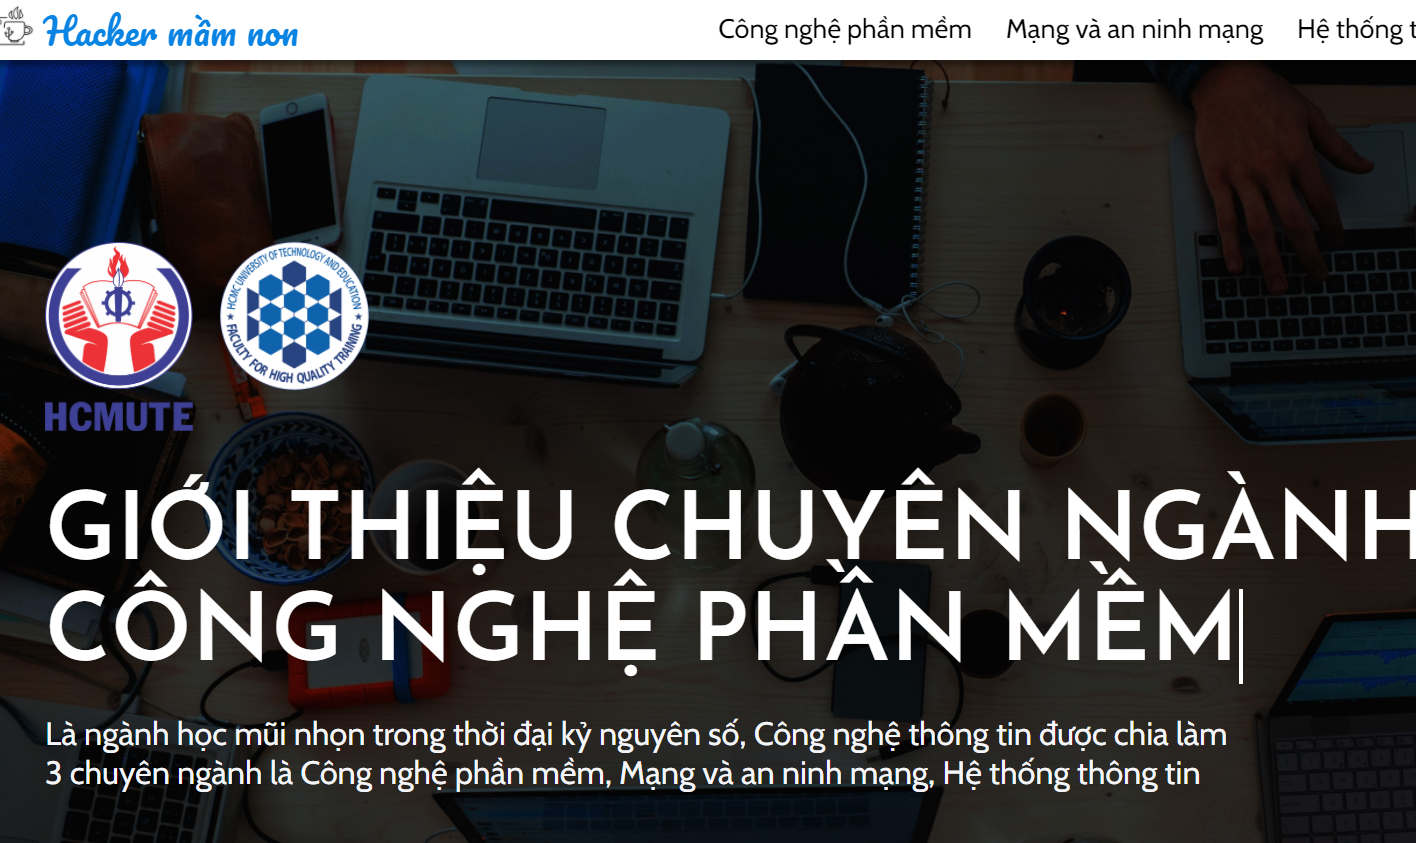 Hacker mầm non
Công nghệ phần mềm
Mạng và an ninh mạng
Hệ thống
HCMUTE
HCMC UNIVERSITY OF TECHNOLOGY AND EDUCATION
★ FACULTY FOR HIGH QUALITY TRAINING ★
GIỚI THIỆU CHUYÊN NGÀNH
CÔNG NGHỆ PHẦN MỀM
Là ngành học mũi nhọn trong thời đại kỷ nguyên số, Công nghệ thông tin được chia làm
3 chuyên ngành là Công nghệ phần mềm, Mạng và an ninh mạng, Hệ thống thông tin